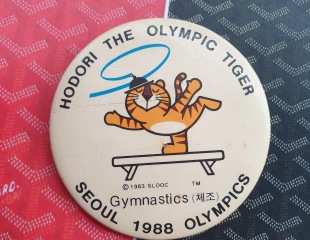 HODORI THE OLYMPIC TIGER
© 1983 SLOOC TM
Gymnastics (체조)
SEOUL 1988 OLYMPICS